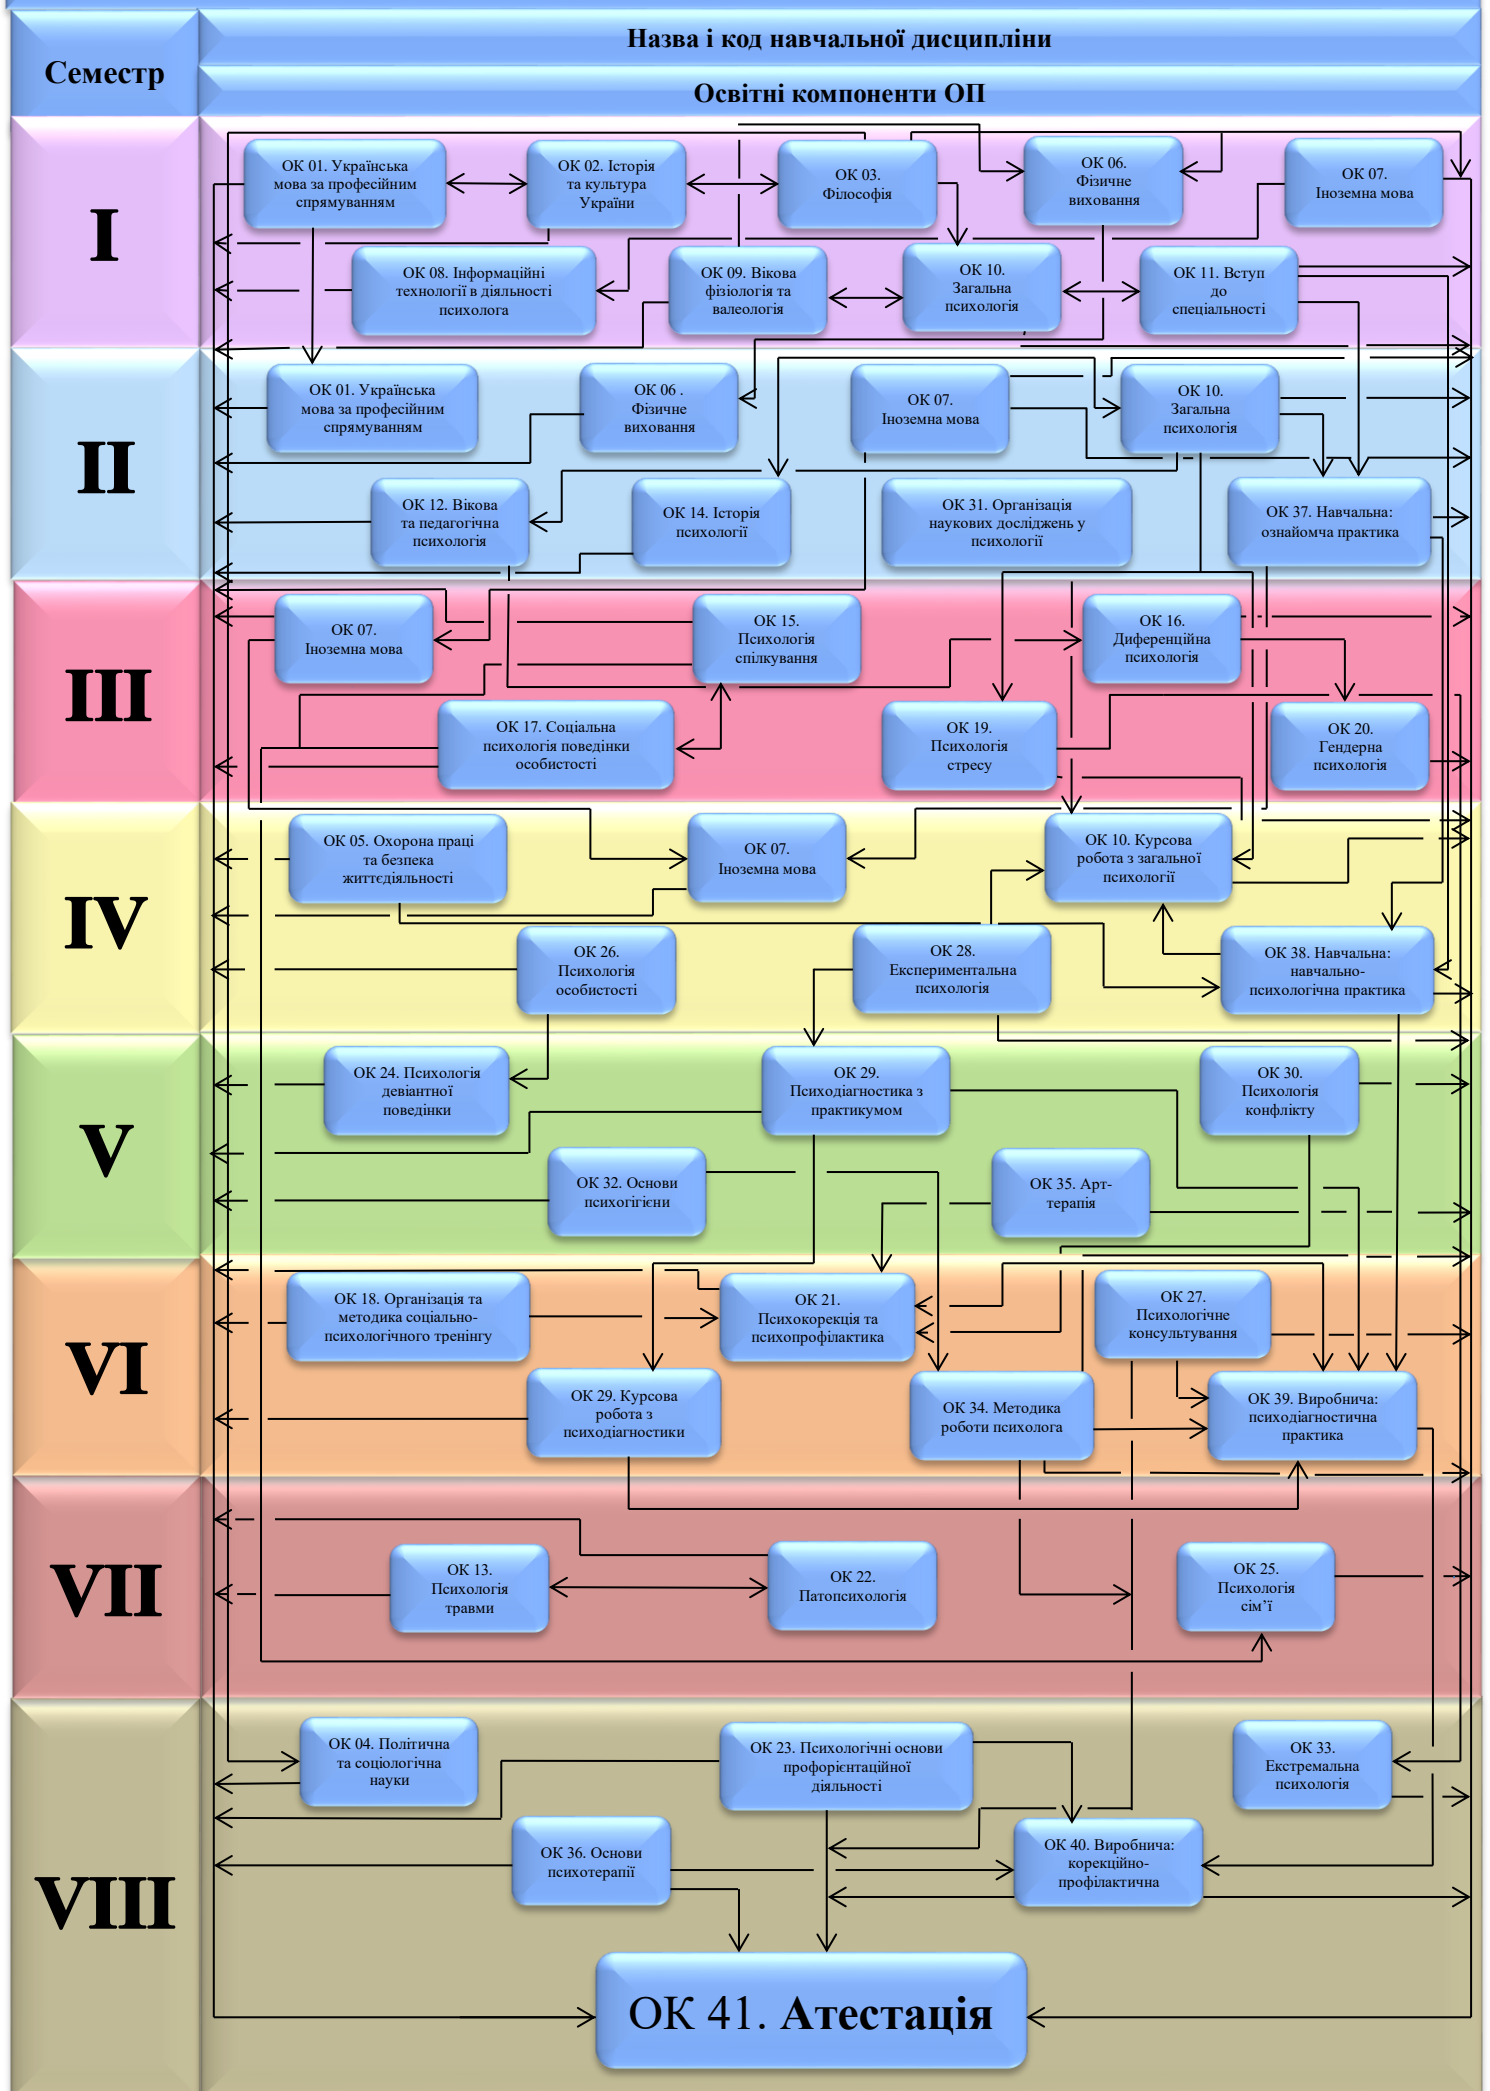 Семестр
Назва і код навчальної дисципліни
Освітні компоненти ОП
I
ОК 01. Українська
мова за професійним
спрямуванням
ОК 02. Історія
та культура
України
ОК 03.
Філософія
ОК 06.
Фізичне
виховання
ОК 07.
Іноземна мова
ОК 08. Інформаційні
технології в діяльності
психолога
ОК 09. Вікова
фізіологія та
валеологія
ОК 10.
Загальна
психологія
ОК 11. Вступ
до
спеціальності
II
ОК 01. Українська
мова за професійним
спрямуванням
ОК 06 .
Фізичне
виховання
ОК 07.
Іноземна мова
ОК 10.
Загальна
психологія
ОК 12. Вікова
та педагогічна
психологія
ОК 14. Історія
психології
ОК 31. Організація
наукових досліджень у
психології
ОК 37. Навчальна:
ознайомча практика
III
ОК 07.
Іноземна мова
ОК 15.
Психологія
спілкування
ОК 16.
Диференційна
психологія
ОК 17. Соціальна
психологія поведінки
особистості
ОК 19.
Психологія
стресу
ОК 20.
Гендерна
психологія
IV
ОК 05. Охорона праці
та безпека
життєдіяльності
ОК 07.
Іноземна мова
ОК 10. Курсова
робота з загальної
психології
ОК 26.
Психологія
особистості
ОК 28.
Експериментальна
психологія
ОК 38. Навчальна:
навчально-
психологічна практика
V
ОК 24. Психологія
девіантної
поведінки
ОК 29.
Психодіагностика з
практикумом
ОК 30.
Психологія
конфлікту
ОК 32. Основи
психогігієни
ОК 35. Арт-
терапія
VI
ОК 18. Організація та
методика соціально-
психологічного тренінгу
ОК 21.
Психокорекція та
психопрофілактика
ОК 27.
Психологічне
консультування
ОК 29. Курсова
робота з
психодіагностики
ОК 34. Методика
роботи психолога
ОК 39. Виробнича:
психодіагностична
практика
VII
ОК 13.
Психологія
травми
ОК 22.
Патопсихологія
ОК 25.
Психологія
сім’ї
VIII
ОК 04. Політична
та соціологічна
науки
ОК 23. Психологічні основи
профорієнтаційної
діяльності
ОК 33.
Екстремальна
психологія
ОК 36. Основи
психотерапії
ОК 40. Виробнича:
корекційно-
профілактична
ОК 41. Атестація